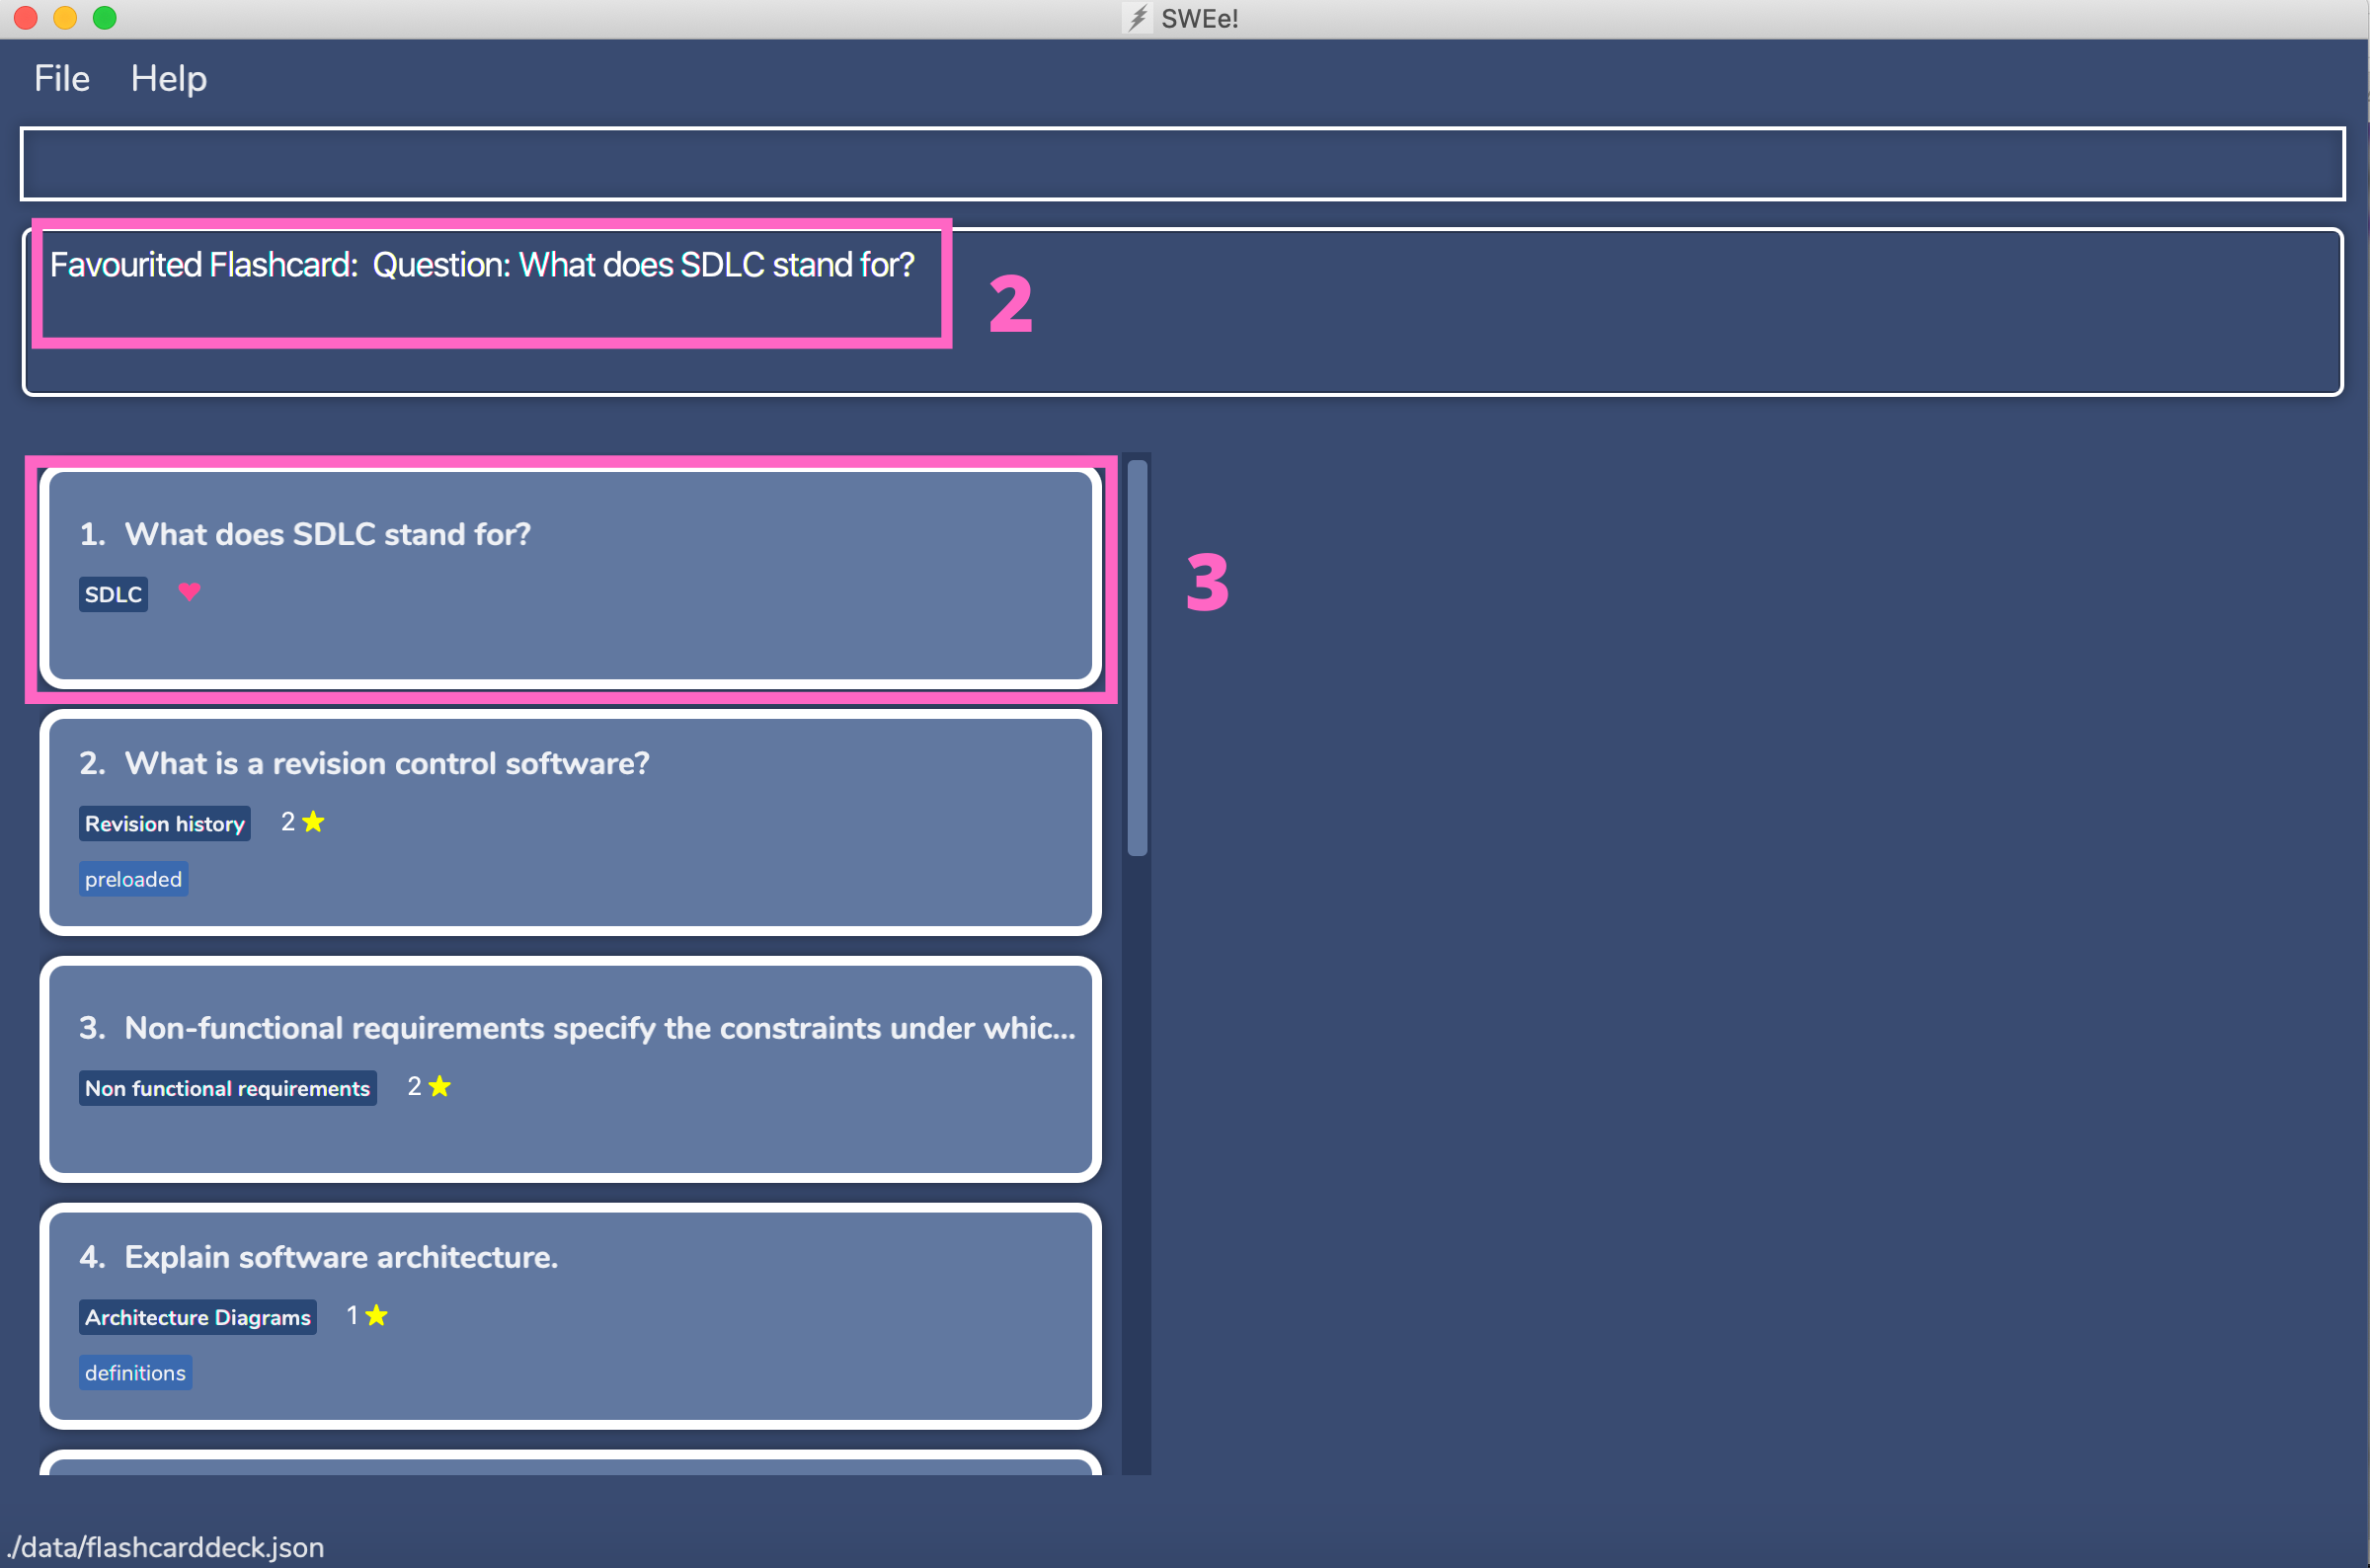 SWEe!
File Help
Favourited Flashcard: Question: What does SDLC stand for?
2
1. What does SDLC stand for?
SDLC
3
2. What is a revision control software?
Revision history 2
preloaded
3. Non-functional requirements specify the constraints under whic...
Non functional requirements 2
4. Explain software architecture.
Architecture Diagrams 1
definitions
./data/flashcarddeck.json